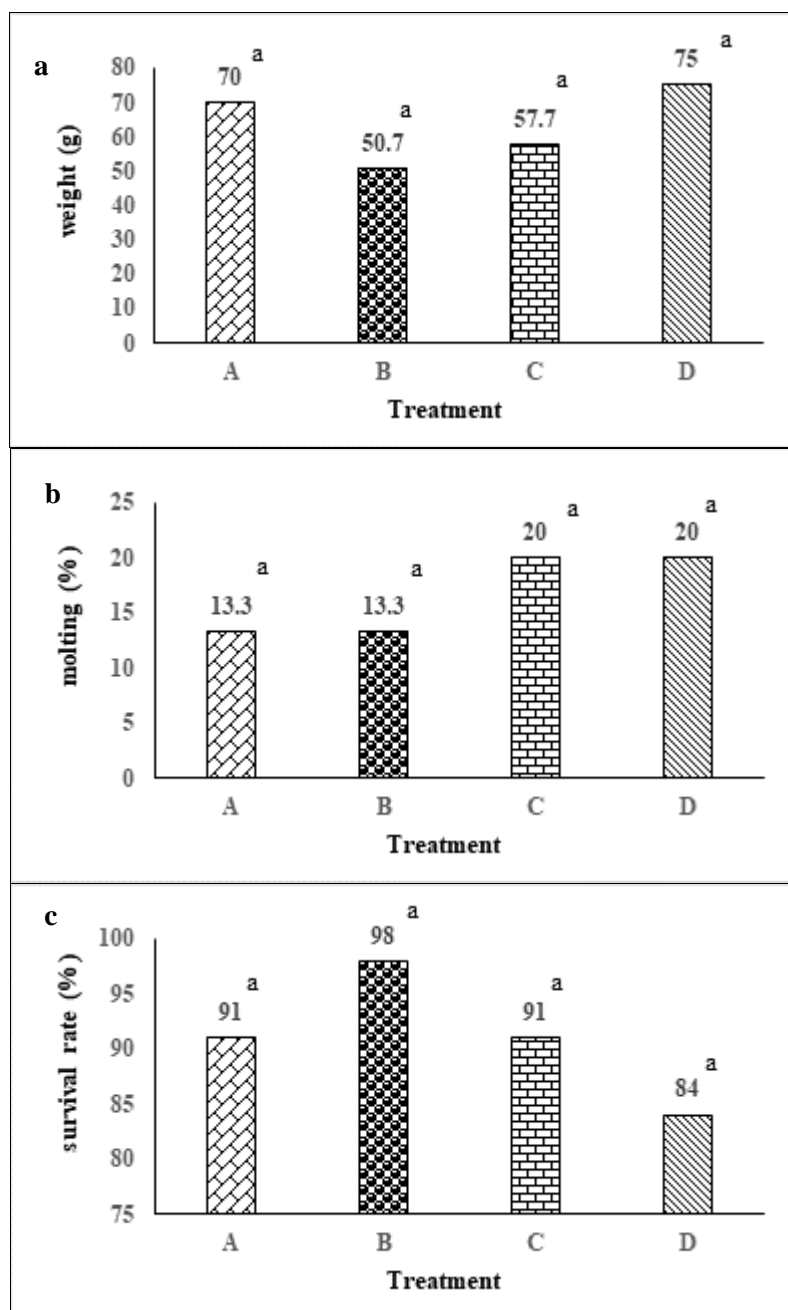 a
weight (g)
80
70
60
50
40
30
20
10
0
70 a
50.7 a
57.7 a
75 a
A B C D
Treatment
b
molting (%)
25
20
15
10
5
0
13.3 a
13.3 a
20 a
20 a
A B C D
Treatment
c
survival rate (%)
100
95
90
85
80
75
91 a
98 a
91 a
84 a
A B C D
Treatment